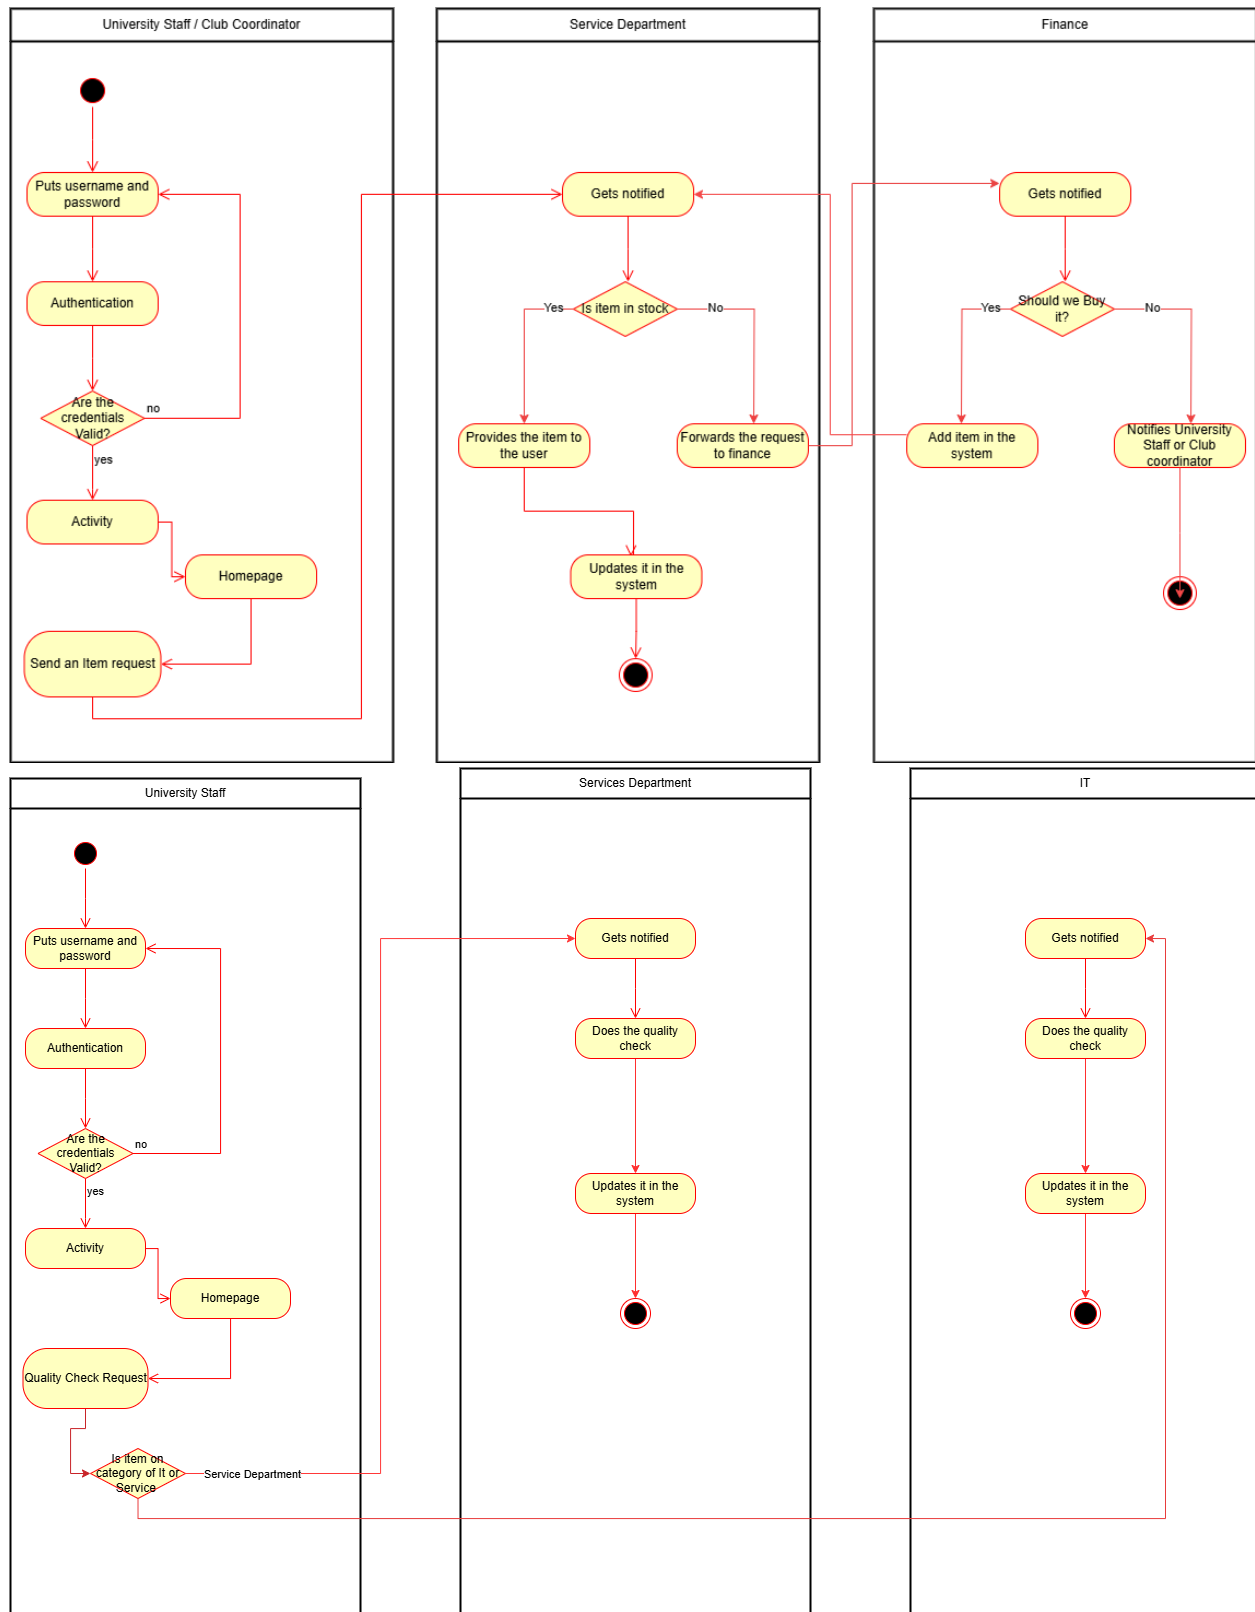 University Staff / Club Coordinator
Puts username and
password
Authentication
Are the
credentials
Valid?
no
yes
Activity
Homepage
Send an Item request
Service Department
Gets notified
Is item in stock
Yes
No
Provides the item to
the user
Forwards the request
to finance
Updates it in the
system
Finance
Gets notified
Should we Buy
it?
Yes
No
Add item in the
system
Notifies University
Staff or Club
coordinator
University Staff
Puts username and
password
Authentication
Are the
credentials
Valid?
no
yes
Activity
Homepage
Quality Check Request
Is item on
category of It or
Service
Service Department
Services Department
Gets notified
Does the quality
check
Updates it in the
system
IT
Gets notified
Does the quality
check
Updates it in the
system